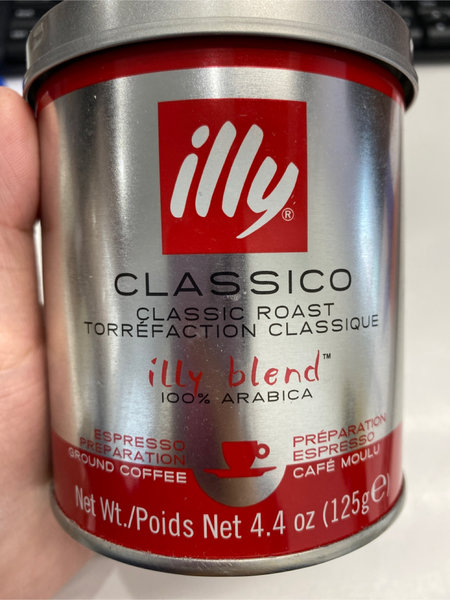 illy®
CLASSICO
CLASSIC ROAST
TORRÉFACTION CLASSIQUE
illy blend™
100% ARABICA
ESPRESSO
PREPARATION
GROUND COFFEE
PRÉPARATION
ESPRESSO
CAFÉ MOULU
Net Wt./Poids Net 4.4 oz (125g℮)